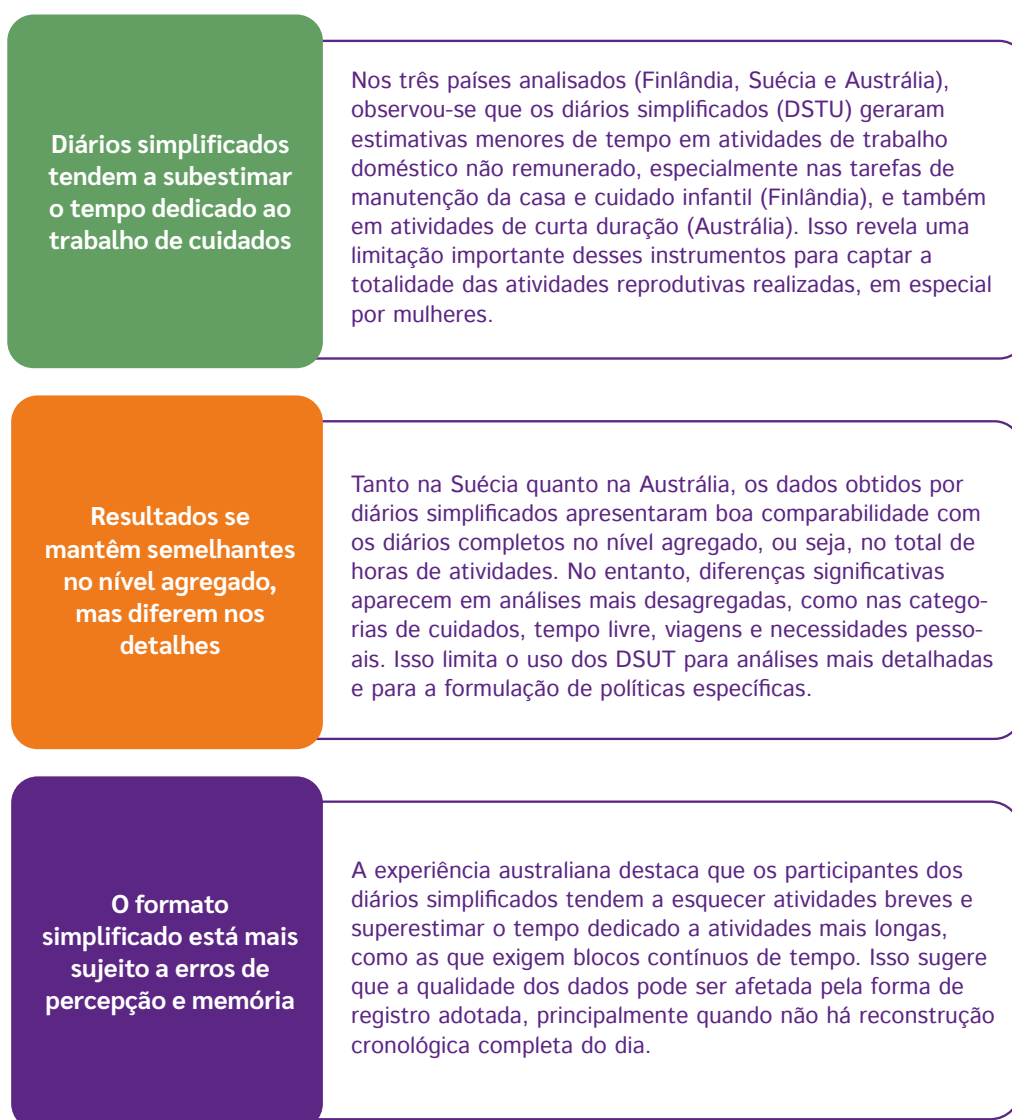 Diários simplificados
tendem a subestimar
o tempo dedicado ao
trabalho de cuidados
Nos três países analisados (Finlândia, Suécia e Austrália),
observou-se que os diários simplificados (DSTU) geraram
estimativas menores de tempo em atividades de trabalho
doméstico não remunerado, especialmente nas tarefas de
manutenção da casa e cuidado infantil (Finlândia), e também
em atividades de curta duração (Austrália). Isso revela uma
limitação importante desses instrumentos para captar a
totalidade das atividades reprodutivas realizadas, em especial
por mulheres.
Resultados se
mantêm semelhantes
no nível agregado,
mas diferem nos
detalhes
Tanto na Suécia quanto na Austrália, os dados obtidos por
diários simplificados apresentaram boa comparabilidade com
os diários completos no nível agregado, ou seja, no total de
horas de atividades. No entanto, diferenças significativas
aparecem em análises mais desagregadas, como nas catego-
rias de cuidados, tempo livre, viagens e necessidades pesso-
ais. Isso limita o uso dos DSUT para análises mais detalhadas
e para a formulação de políticas específicas.
O formato
simplificado está mais
sujeito a erros de
percepção e memória
A experiência australiana destaca que os participantes dos
diários simplificados tendem a esquecer atividades breves e
superestimar o tempo dedicado a atividades mais longas,
como as que exigem blocos contínuos de tempo. Isso sugere
que a qualidade dos dados pode ser afetada pela forma de
registro adotada, principalmente quando não há reconstrução
cronológica completa do dia.